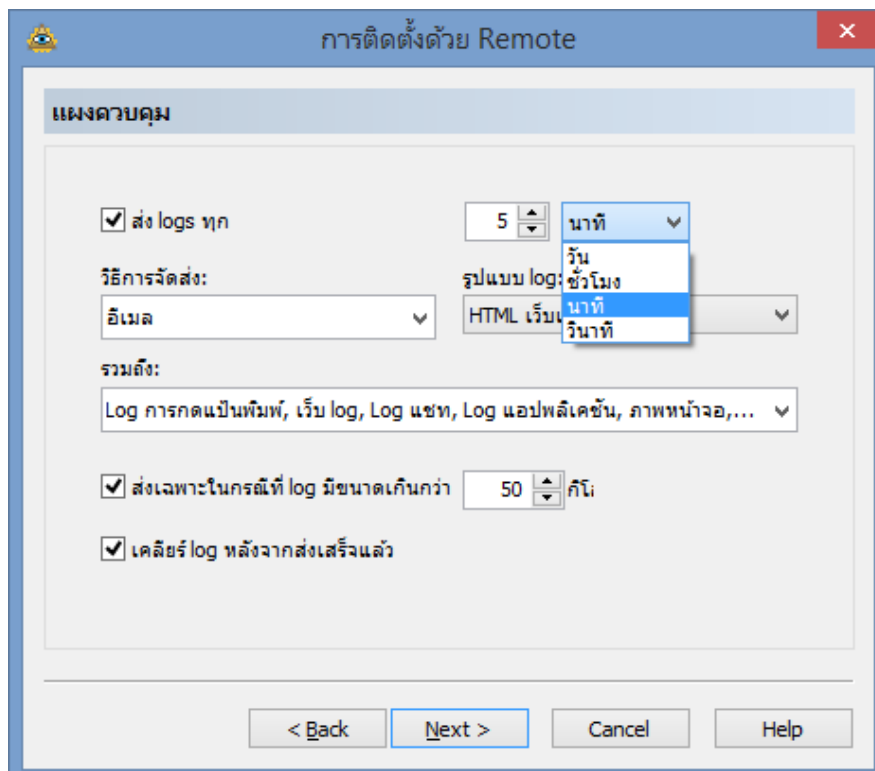 การติดตั้งด้วย Remote
แผงควบคุม
ส่ง logs ทุก
5
นาที
วัน
ชั่วโมง
นาที
วินาที
วิธีการจัดส่ง:
รูปแบบ log:
อีเมล
HTML
รวมถึง:
Log การกดแป้นพิมพ์, เว็บ log, Log แชท, Log แอปพลิเคชัน, ภาพหน้าจอ,...
ส่งเฉพาะในกรณีที่ log มีขนาดเกินกว่า
50
กิโ
เคลียร์ log หลังจากส่งเสร็จแล้ว
< Back
Next >
Cancel
Help